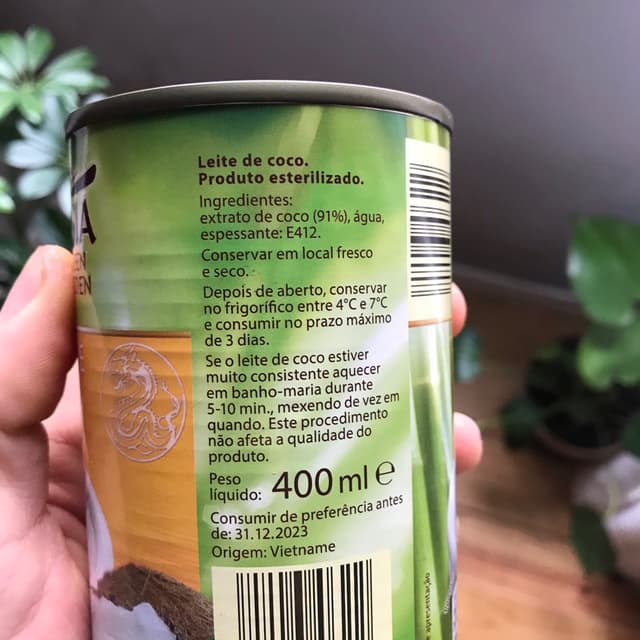 Leite de coco.
Produto esterilizado.
Ingredientes:
extrato de coco (91%), água,
espessante: E412.
Conservar em local fresco
e seco.
Depois de aberto, conservar
no frigorífico entre 4°C e 7°C
e consumir no prazo máximo
de 3 dias.
Se o leite de coco estiver
muito consistente aquecer
em banho-maria durante
5-10 min., mexendo de vez em
quando. Este procedimento
não afeta a qualidade do
produto.
Peso
líquido: 400 ml e
Consumir de preferência antes
de: 31.12.2023
Origem: Vietname
apresentação